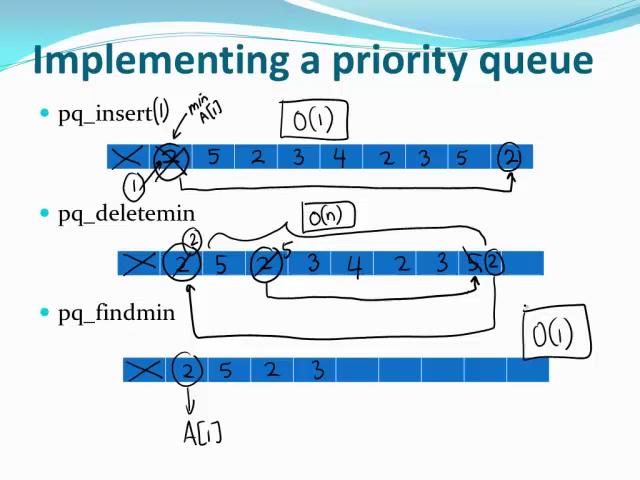 Implementing a priority queue
• pq_insert(1)
min
A[1]
O(1)
2 5 2 3 4 2 3 5 2
1
• pq_deletemin
O(n)
2 5
2 5 2 3 4 2 3 5 2
• pq_findmin
O(1)
2 5 2 3
A[1]